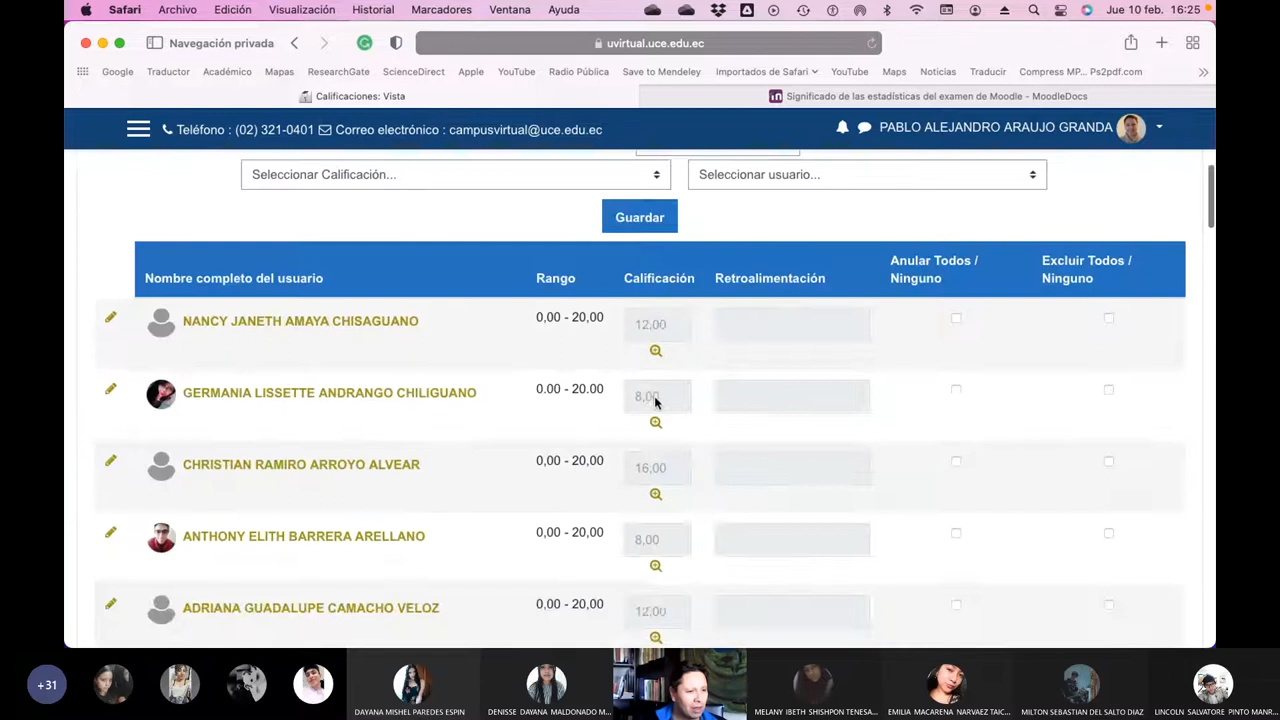 Safari Archivo Edición Visualización Historial Marcadores Ventana Ayuda Jue 10 feb. 16:25
Navegación privada uvirtual.uce.edu.ec
Google Traductor Académico Mapas ResearchGate ScienceDirect Apple YouTube Radio Pública Save to Mendeley Importados de Safari YouTube Maps Noticias Traducir Compress MP... Ps2pdf.com
Calificaciones: Vista Significado de las estadísticas del examen de Moodle - MoodleDocs
Teléfono : (02) 321-0401 Correo electrónico : campusvirtual@uce.edu.ec PABLO ALEJANDRO ARAUJO GRANDA
Seleccionar Calificación... Seleccionar usuario...
Guardar
Nombre completo del usuario Rango Calificación Retroalimentación Anular Todos / Ninguno Excluir Todos / Ninguno
NANCY JANETH AMAYA CHISAGUANO 0,00 - 20,00 12,00
GERMANIA LISSETTE ANDRANGO CHILIGUANO 0,00 - 20,00 8,00
CHRISTIAN RAMIRO ARROYO ALVEAR 0,00 - 20,00 16,00
ANTHONY ELITH BARRERA ARELLANO 0,00 - 20,00 8,00
ADRIANA GUADALUPE CAMACHO VELOZ 0,00 - 20,00 12,00
+31
DAYANA MISHEL PAREDES ESPIN DENISSE DAYANA MALDONADO M... MELANY IBETH SHISHPON TENESA... EMILIA MACARENA NARVAEZ TAIC... MILTON SEBASTIAN DEL SALTO DIAZ LINCOLN SALVATORE PINTO MANR...